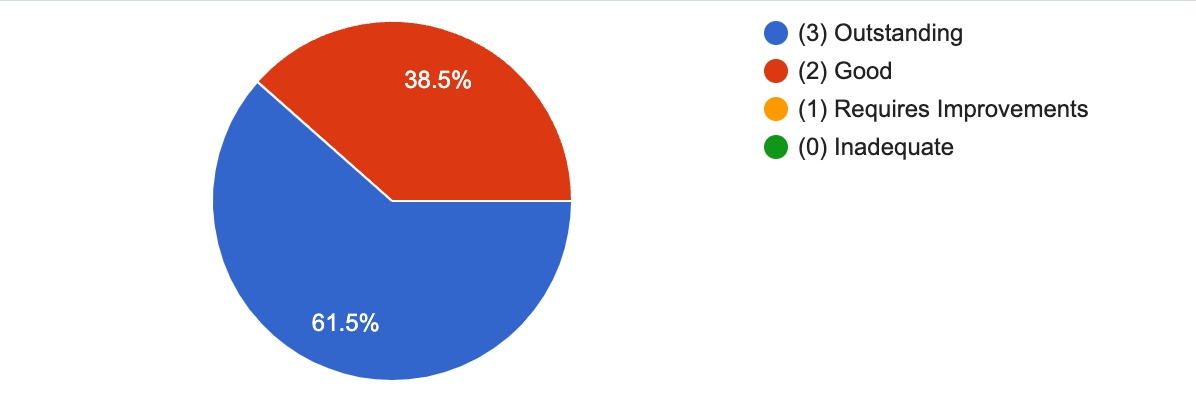 38.5%
61.5%
(3) Outstanding
(2) Good
(1) Requires Improvements
(0) Inadequate